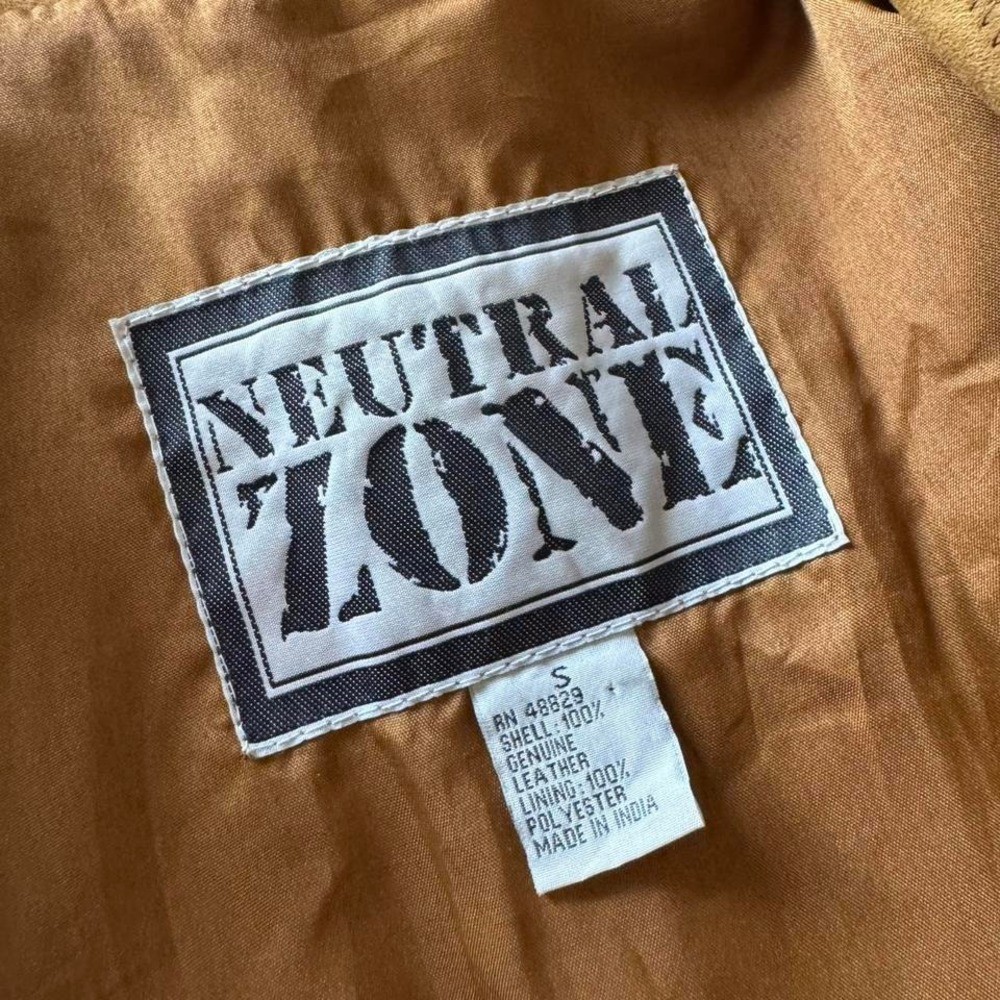 NEUTRAL
ZONE
S
RN 48829
SHELL: 100%
GENUINE
LEATHER
LINING: 100%
POLYESTER
MADE IN INDIA